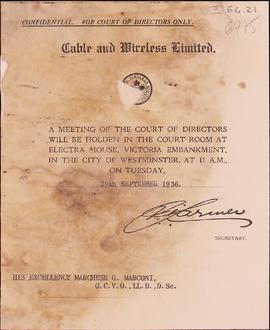 CONFIDENTIAL. FOR COURT OF DIRECTORS ONLY.
Cable and Wireless Limited.
A MEETING OF THE COURT OF DIRECTORS
WILL BE HOLDEN IN THE COURT ROOM AT
ELECTRA HOUSE, VICTORIA EMBANKMENT,
IN THE CITY OF WESTMINSTER, AT 11 A.M.,
ON TUESDAY,
29th SEPTEMBER 1936.
SECRETARY.
HIS EXCELLENCY MARCHESE G. MARCONI,
G.C.V.O., LL.D., D.Sc.